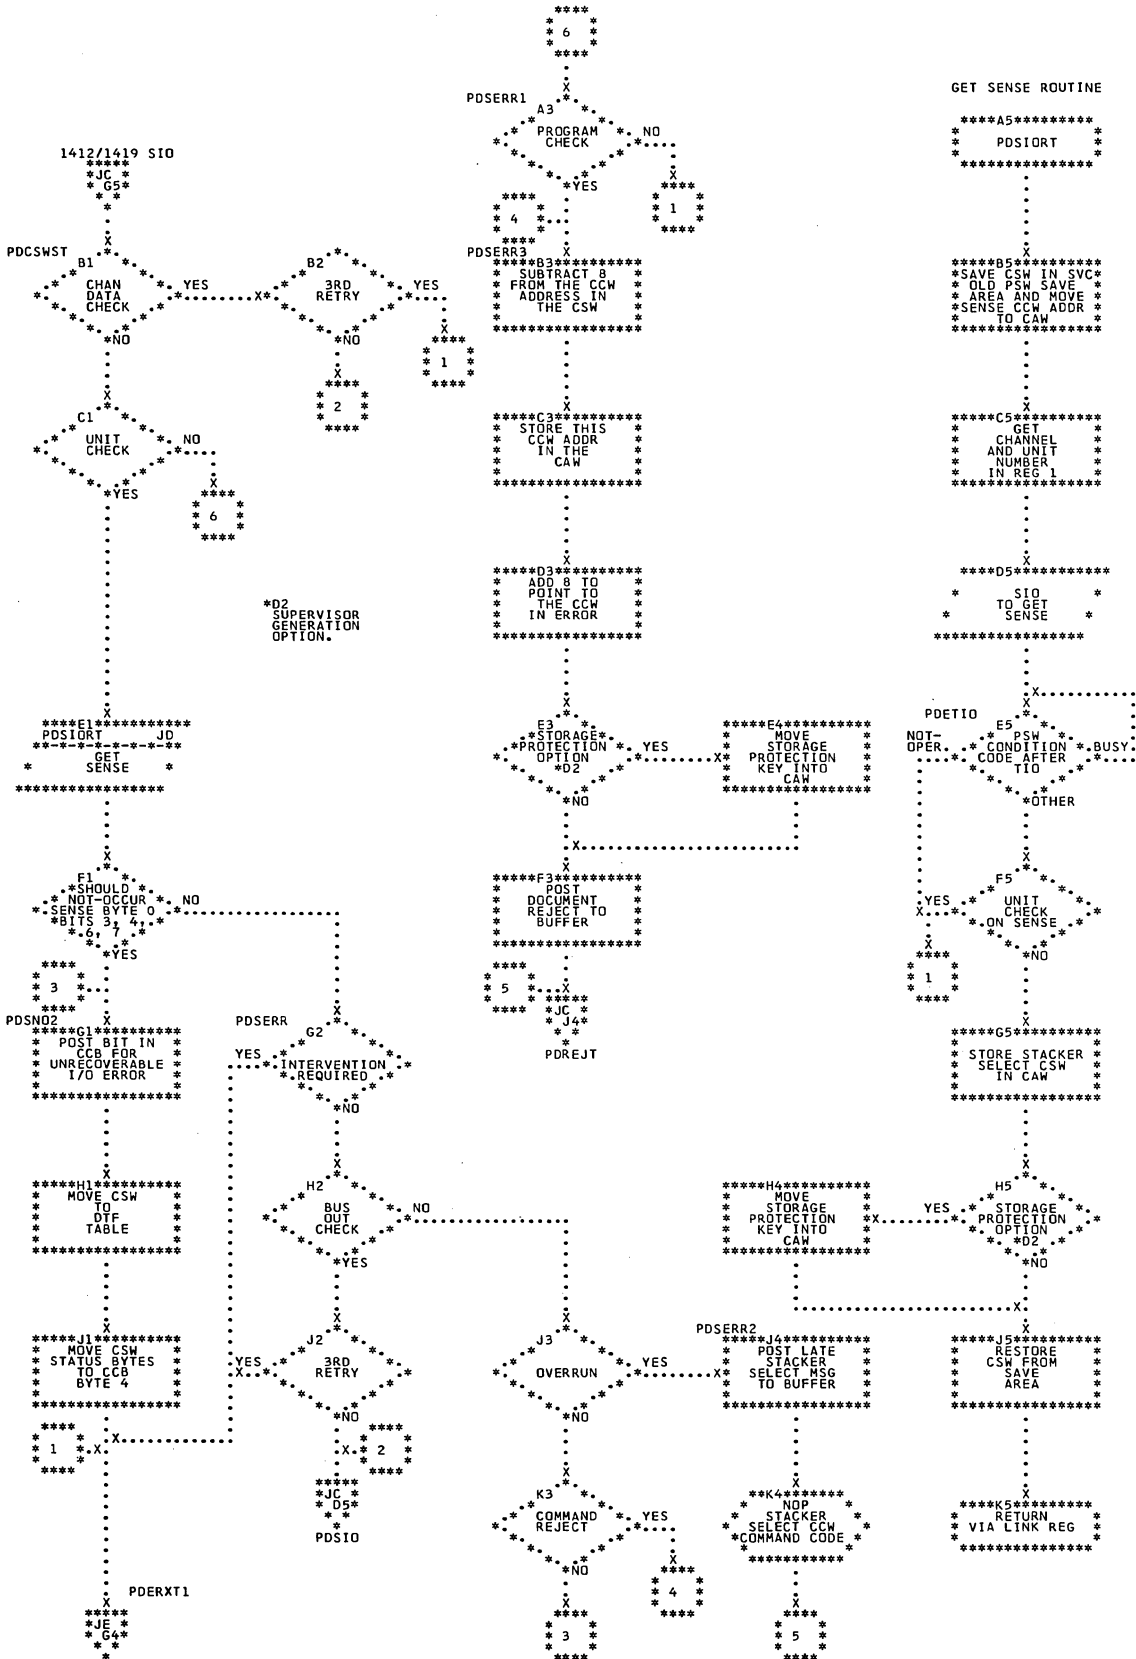 6
PDSERR1
A3
PROGRAM
CHECK
NO
YES
1
4
PDSERR3
B3
SUBTRACT 8
FROM THE CCW
ADDRESS IN
THE CSW
C3
STORE THIS
CCW ADDR
IN THE
CAW
D3
ADD 8 TO
POINT TO
THE CCW
IN ERROR
E3
STORAGE
PROTECTION
OPTION
*D2
YES
NO
E4
MOVE
STORAGE
PROTECTION
KEY INTO
CAW
F3
POST
DOCUMENT
REJECT TO
BUFFER
5
JC
J4
PDREJT
1412/1419 SIO
JC
G5
PDCSWST
B1
CHAN
DATA
CHECK
YES
NO
B2
3RD
RETRY
YES
NO
1
2
C1
UNIT
CHECK
NO
YES
6
*D2
SUPERVISOR
GENERATION
OPTION.
E1
PDSIORT JD
GET
SENSE
F1
SHOULD
NOT-OCCUR
SENSE BYTE 0
BITS 3, 4,
6, 7
NO
YES
3
PDSNO2
G1
POST BIT IN
CCB FOR
UNRECOVERABLE
I/O ERROR
H1
MOVE CSW
TO
DTF
TABLE
J1
MOVE CSW
STATUS BYTES
TO CCB
BYTE 4
1
PDERXT1
JE
G4
PDSERR
G2
INTERVENTION
REQUIRED
YES
NO
H2
BUS
OUT
CHECK
NO
YES
J2
3RD
RETRY
YES
NO
2
JC
D5
PDSIO
J3
OVERRUN
YES
NO
K3
COMMAND
REJECT
YES
NO
4
3
PDSERR2
J4
POST LATE
STACKER
SELECT MSG
TO BUFFER
K4
NOP
STACKER
SELECT CCW
COMMAND CODE
5
GET SENSE ROUTINE
A5
PDSIORT
B5
SAVE CSW IN SVC
OLD PSW SAVE
AREA AND MOVE
SENSE CCW ADDR
TO CAW
C5
GET
CHANNEL
AND UNIT
NUMBER
IN REG 1
D5
SIO
TO GET
SENSE
PDETIO
E5
PSW
CONDITION
CODE AFTER
TIO
NOT-
OPER.
BUSY
OTHER
F5
UNIT
CHECK
ON SENSE
YES
NO
1
G5
STORE STACKER
SELECT CSW
IN CAW
H5
STORAGE
PROTECTION
OPTION
*D2
YES
NO
H4
MOVE
STORAGE
PROTECTION
KEY INTO
CAW
J5
RESTORE
CSW FROM
SAVE
AREA
K5
RETURN
VIA LINK REG